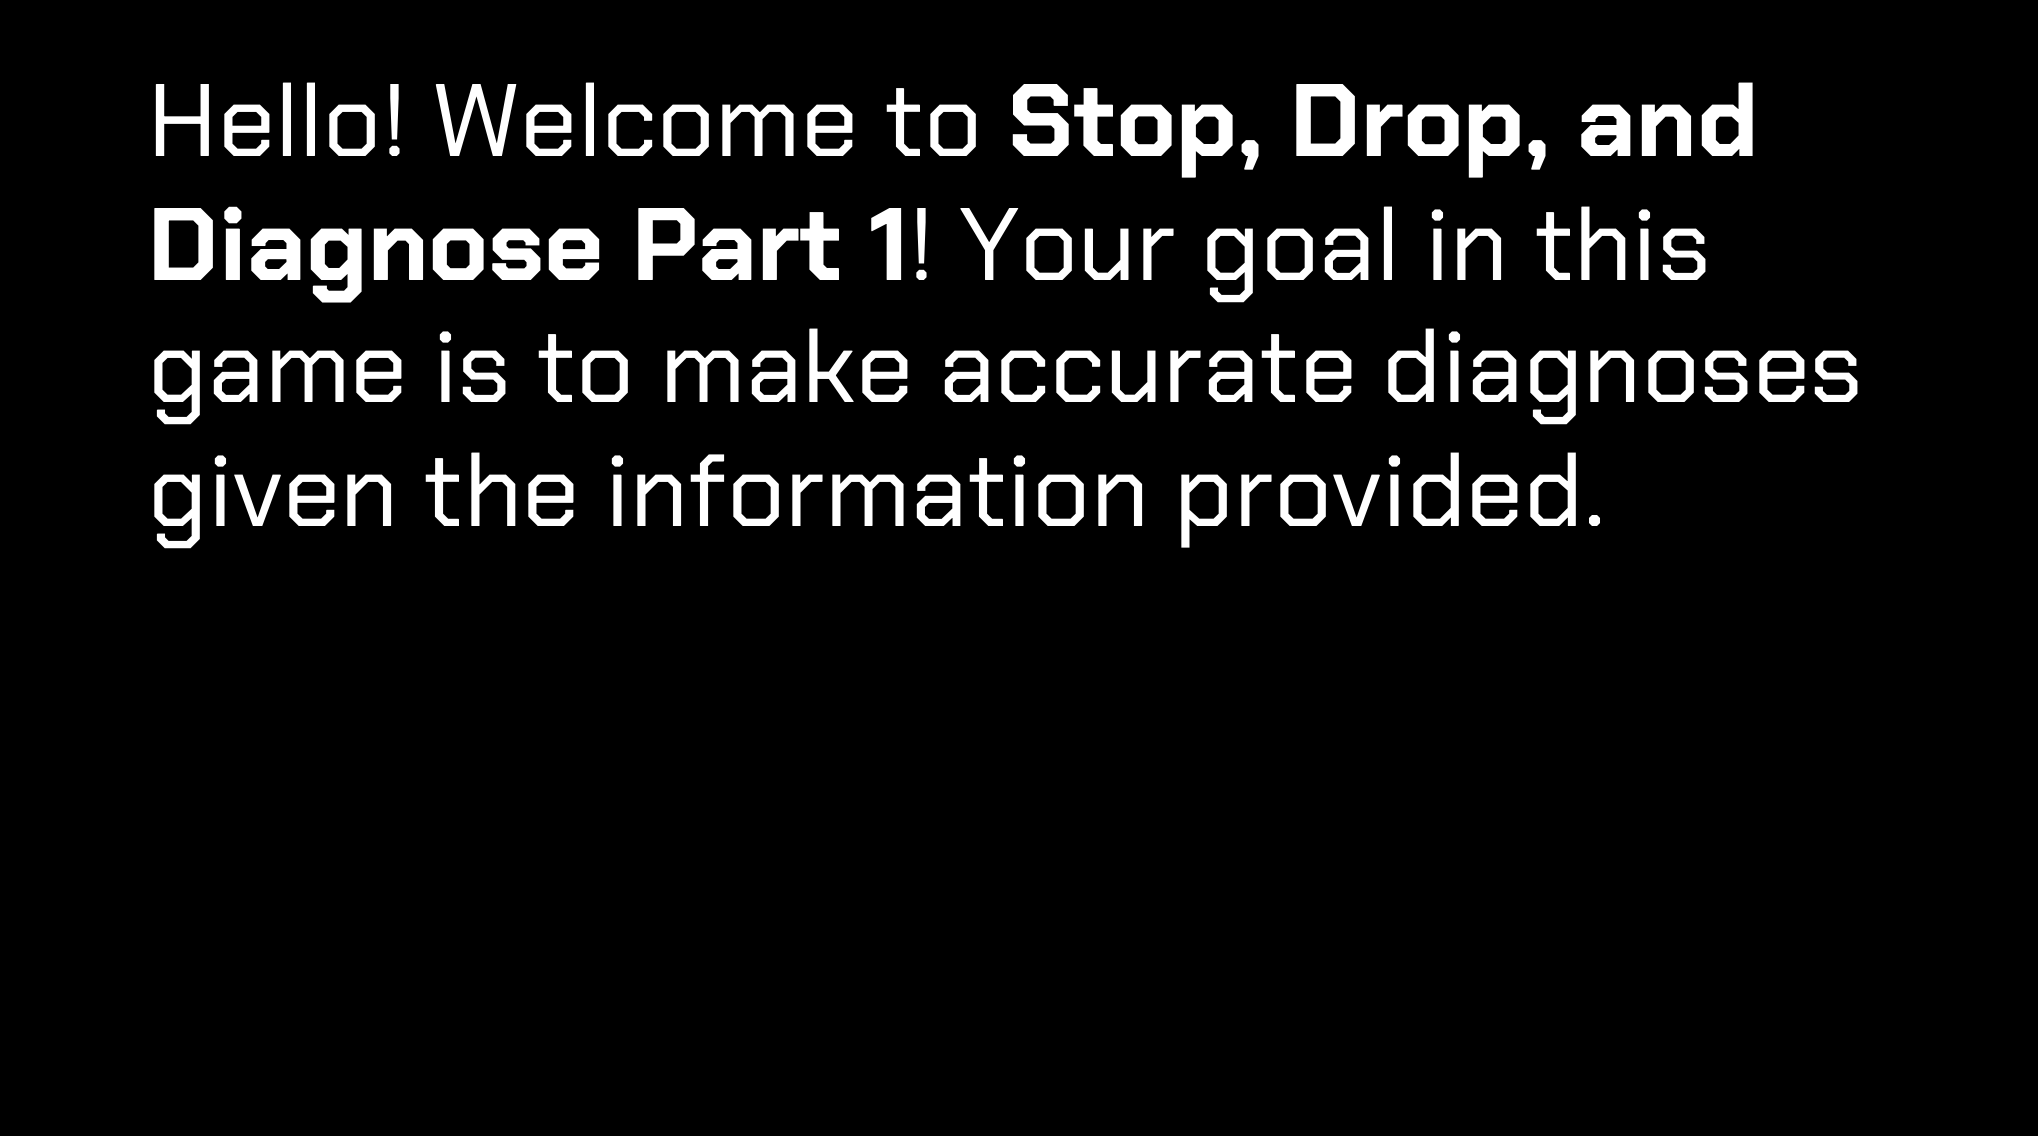 Hello! Welcome to Stop, Drop, and
Diagnose Part 1! Your goal in this
game is to make accurate diagnoses
given the information provided.